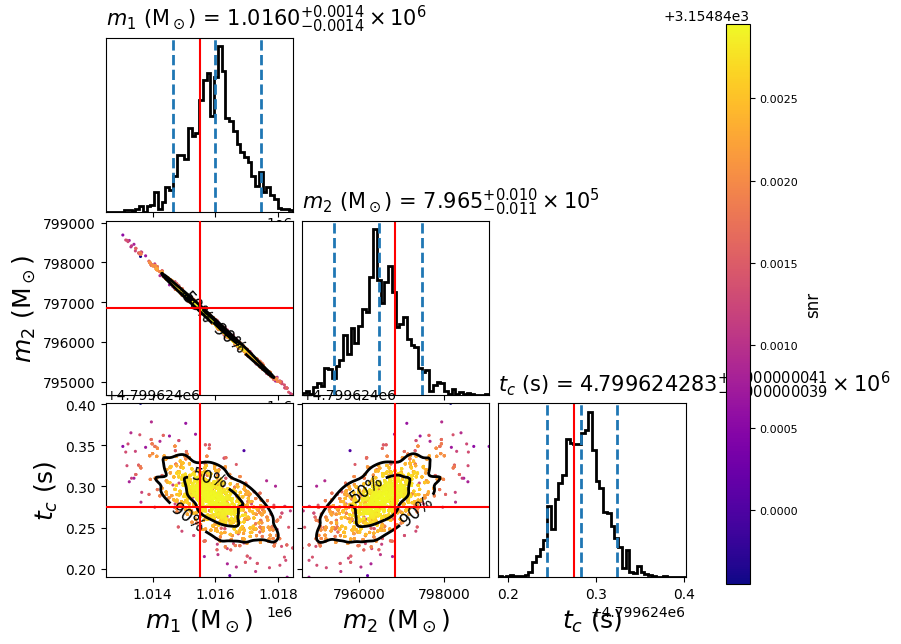 m₁ (M⊙) = 1.0160 +0.0014 −0.0014 × 10⁶
+3.15484e3
m₂ (M⊙) = 7.965 +0.010 −0.011 × 10⁵
799000
798000
797000
796000
795000
m₂ (M⊙)
50%
90%
0.0025
0.0020
0.0015
0.0010
0.0005
0.0000
snr
+4.799624e6
+4.799624e6
t_c (s) = 4.799624283 × 10⁶
0.40
0.35
0.30
0.25
0.20
t_c (s)
50%
90%
50%
90%
1.014
1.016
1.018
1e6
m₁ (M⊙)
796000
798000
m₂ (M⊙)
0.2
0.3
0.4
+4.799624e6
t_c (s)